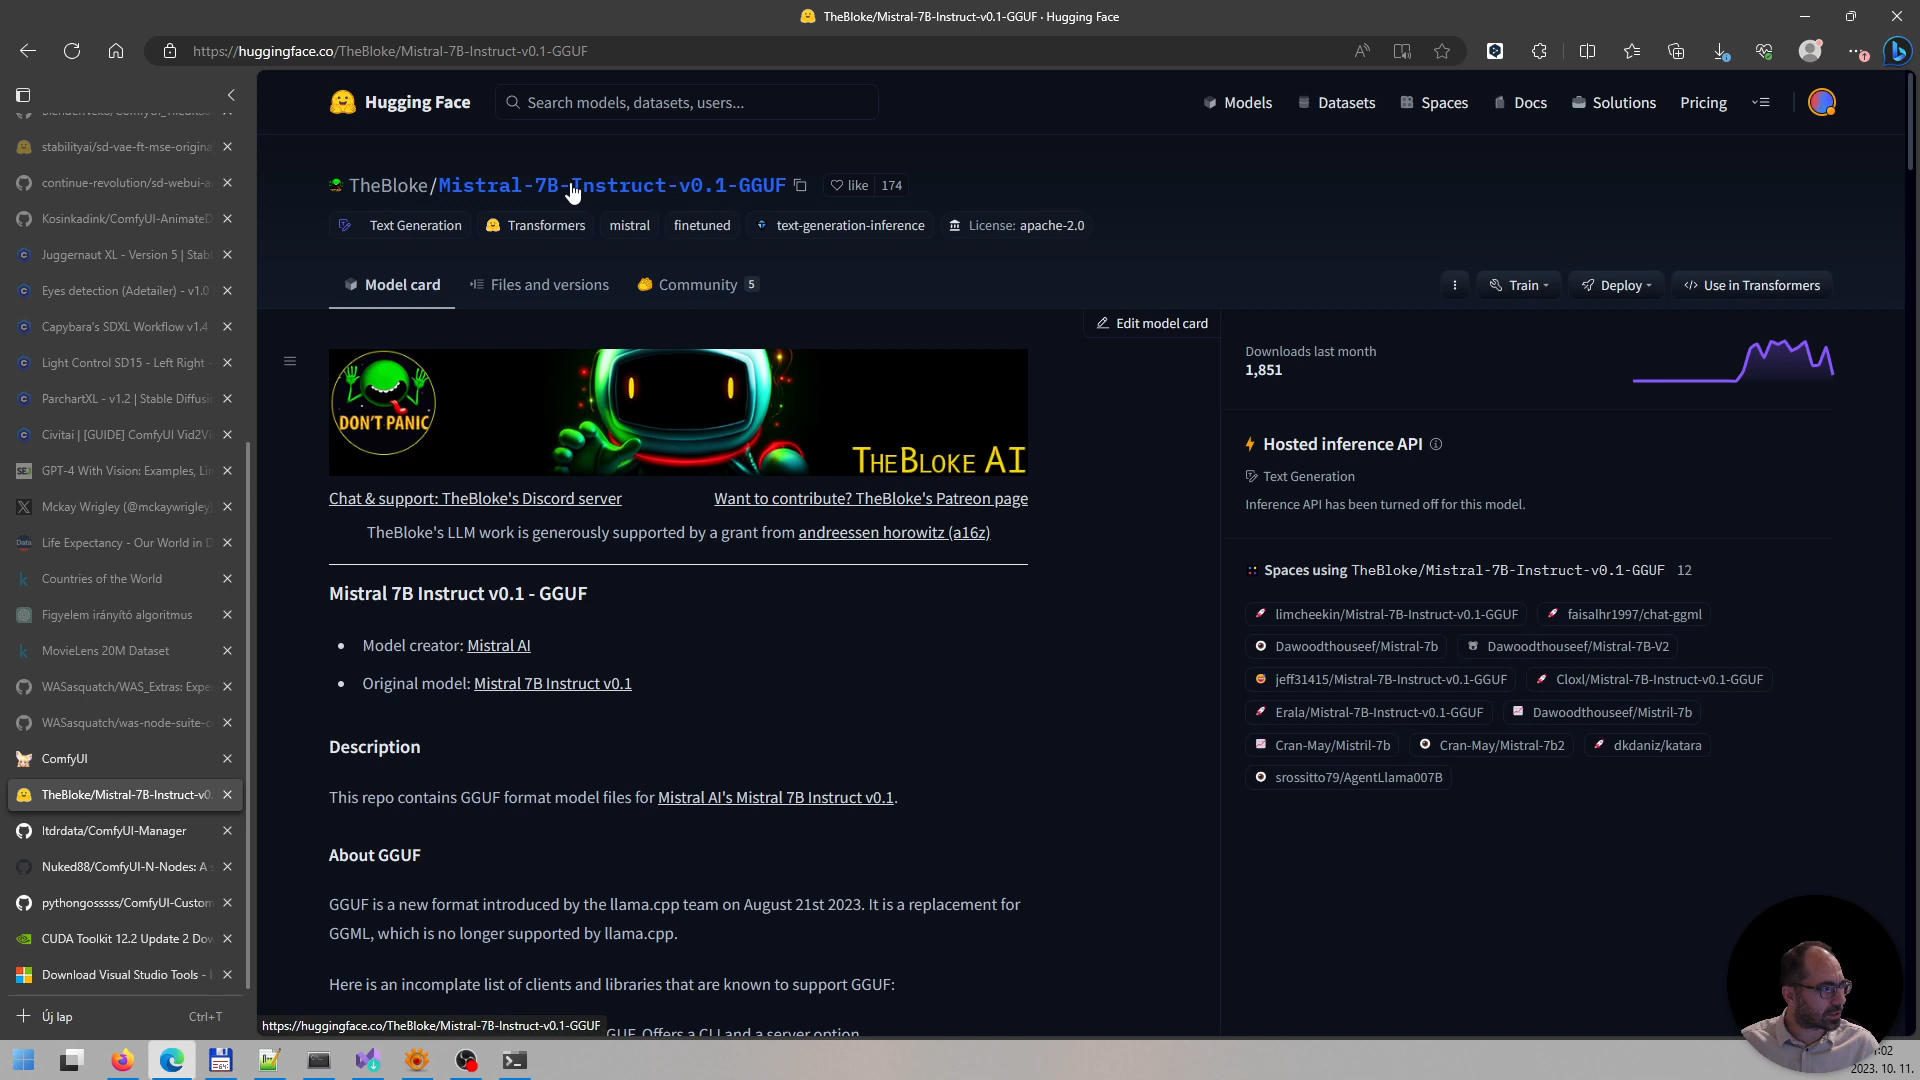 TheBloke/Mistral-7B-Instruct-v0.1-GGUF · Hugging Face
https://huggingface.co/TheBloke/Mistral-7B-Instruct-v0.1-GGUF
stabilityai/sd-vae-ft-mse-origina
continue-revolution/sd-webui-a
Kosinkadink/ComfyUI-AnimateD
Juggernaut XL - Version 5 | Stab
Eyes detection (Adetailer) - v1.0
Capybara's SDXL Workflow v1.4
Light Control SD15 - Left Right
ParchartXL - v1.2 | Stable Diffusi
Civitai | [GUIDE] ComfyUI Vid2Vi
GPT-4 With Vision: Examples, Li
Mckay Wrigley (@mckaywrigley)
Life Expectancy - Our World in D
Countries of the World
Figyelem irányító algoritmus
MovieLens 20M Dataset
WASasquatch/WAS_Extras: Expe
WASasquatch/was-node-suite-c
ComfyUI
TheBloke/Mistral-7B-Instruct-v0.
ltdrdata/ComfyUI-Manager
Nuked88/ComfyUI-N-Nodes: A s
pythongosssss/ComfyUI-Custom
CUDA Toolkit 12.2 Update 2 Dow
Download Visual Studio Tools -
Új lap Ctrl+T
Hugging Face
Search models, datasets, users...
Models Datasets Spaces Docs Solutions Pricing
TheBloke/Mistral-7B-Instruct-v0.1-GGUF like 174
Text Generation Transformers mistral finetuned text-generation-inference License: apache-2.0
Model card Files and versions Community 5
Train Deploy Use in Transformers
Edit model card
DON'T PANIC
THEBLOKE AI
Chat & support: TheBloke's Discord server
Want to contribute? TheBloke's Patreon page
TheBloke's LLM work is generously supported by a grant from andreessen horowitz (a16z)
Mistral 7B Instruct v0.1 - GGUF
Model creator: Mistral AI
Original model: Mistral 7B Instruct v0.1
Description
This repo contains GGUF format model files for Mistral AI's Mistral 7B Instruct v0.1.
About GGUF
GGUF is a new format introduced by the llama.cpp team on August 21st 2023. It is a replacement for
GGML, which is no longer supported by llama.cpp.
Here is an incomplete list of clients and libraries that are known to support GGUF:
GUF. Offers a CLI and a server option.
https://huggingface.co/TheBloke/Mistral-7B-Instruct-v0.1-GGUF
Downloads last month
1,851
Hosted inference API
Text Generation
Inference API has been turned off for this model.
Spaces using TheBloke/Mistral-7B-Instruct-v0.1-GGUF 12
limcheekin/Mistral-7B-Instruct-v0.1-GGUF faisalhr1997/chat-ggml
Dawoodthouseef/Mistral-7b Dawoodthouseef/Mistral-7B-V2
jeff31415/Mistral-7B-Instruct-v0.1-GGUF Cloxl/Mistral-7B-Instruct-v0.1-GGUF
Erala/Mistral-7B-Instruct-v0.1-GGUF Dawoodthouseef/Mistril-7b
Cran-May/Mistril-7b Cran-May/Mistral-7b2 dkdaniz/katara
srossitto79/AgentLlama007B
:02
2023. 10. 11.